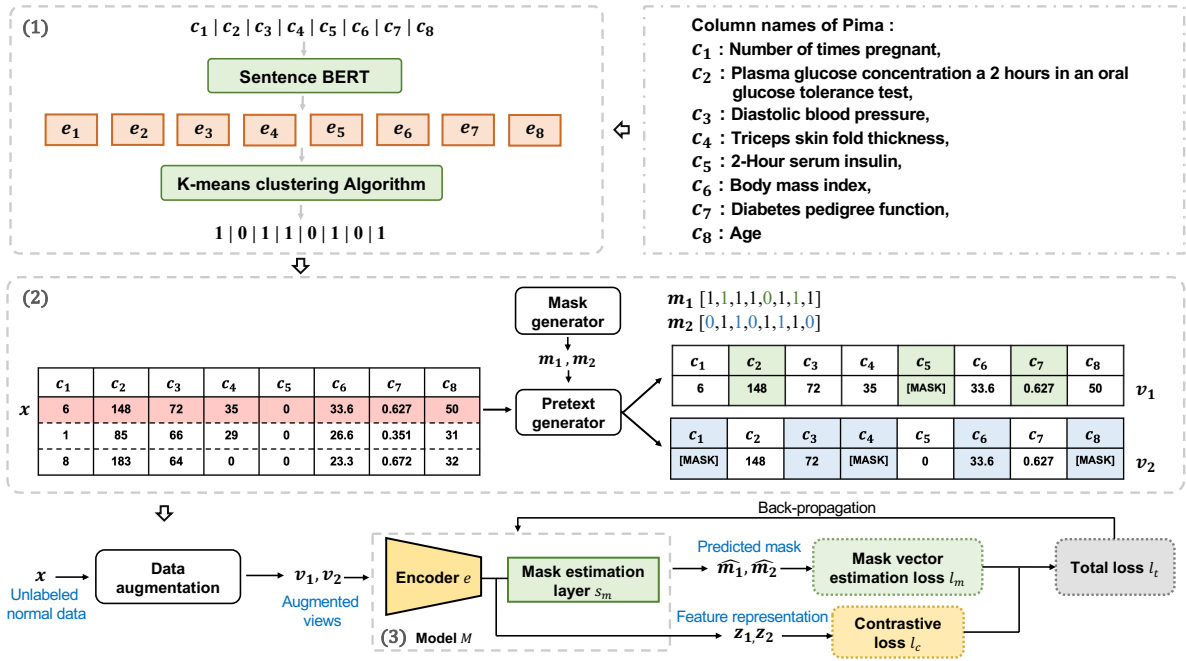 (1)
c1 | c2 | c3 | c4 | c5 | c6 | c7 | c8
Sentence BERT
e1 e2 e3 e4 e5 e6 e7 e8
K-means clustering Algorithm
1 | 0 | 1 | 1 | 0 | 1 | 0 | 1
Column names of Pima :
c1 : Number of times pregnant,
c2 : Plasma glucose concentration a 2 hours in an oral
glucose tolerance test,
c3 : Diastolic blood pressure,
c4 : Triceps skin fold thickness,
c5 : 2-Hour serum insulin,
c6 : Body mass index,
c7 : Diabetes pedigree function,
c8 : Age
(2)
Mask
generator
m1, m2
Pretext
generator
m1 [1,1,1,1,0,1,1,1]
m2 [0,1,1,0,1,1,1,0]
x
c1 c2 c3 c4 c5 c6 c7 c8
6 148 72 35 0 33.6 0.627 50
1 85 66 29 0 26.6 0.351 31
8 183 64 0 0 23.3 0.672 32
c1 c2 c3 c4 c5 c6 c7 c8
6 148 72 35 [MASK] 33.6 0.627 50
v1
c1 c2 c3 c4 c5 c6 c7 c8
[MASK] 148 72 [MASK] 0 33.6 0.627 [MASK]
v2
Back-propagation
x
Unlabeled
normal data
Data
augmentation
v1, v2
Augmented
views
Encoder e
Mask estimation
layer sm
(3) Model M
Predicted mask
m̂1, m̂2
Mask vector
estimation loss lm
Feature representation
z1,z2
Contrastive
loss lc
Total loss lt